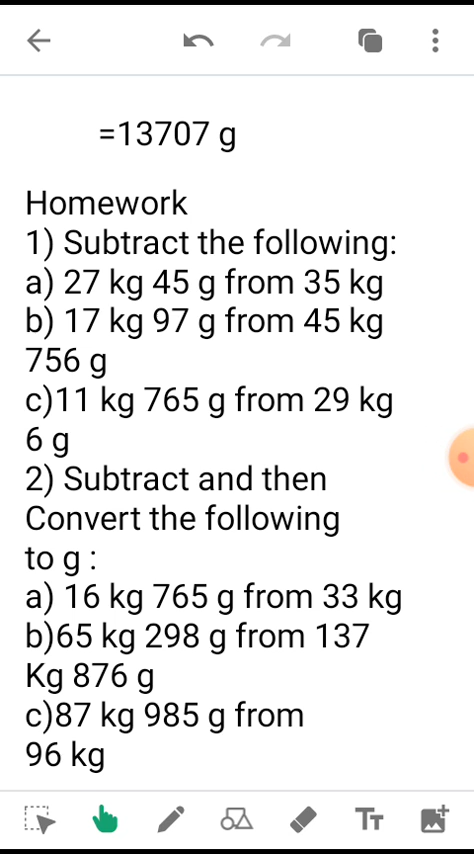 =13707 g
Homework
1) Subtract the following:
a) 27 kg 45 g from 35 kg
b) 17 kg 97 g from 45 kg
756 g
c)11 kg 765 g from 29 kg
6 g
2) Subtract and then
Convert the following
to g :
a) 16 kg 765 g from 33 kg
b)65 kg 298 g from 137
Kg 876 g
c)87 kg 985 g from
96 kg
TT